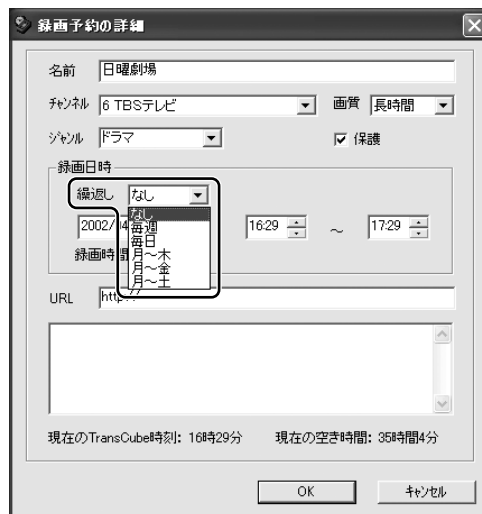 録画予約の詳細
名前 日曜劇場
チャンネル 6 TBSテレビ 画質 長時間
ジャンル ドラマ 保護
録画日時
繰返し なし
なし
毎週
毎日
月～木
月～金
月～土
2002/ 16:29 ～ 17:29
録画時間
URL http://
現在のTransCube時刻: 16時29分 現在の空き時間: 35時間4分
OK キャンセル